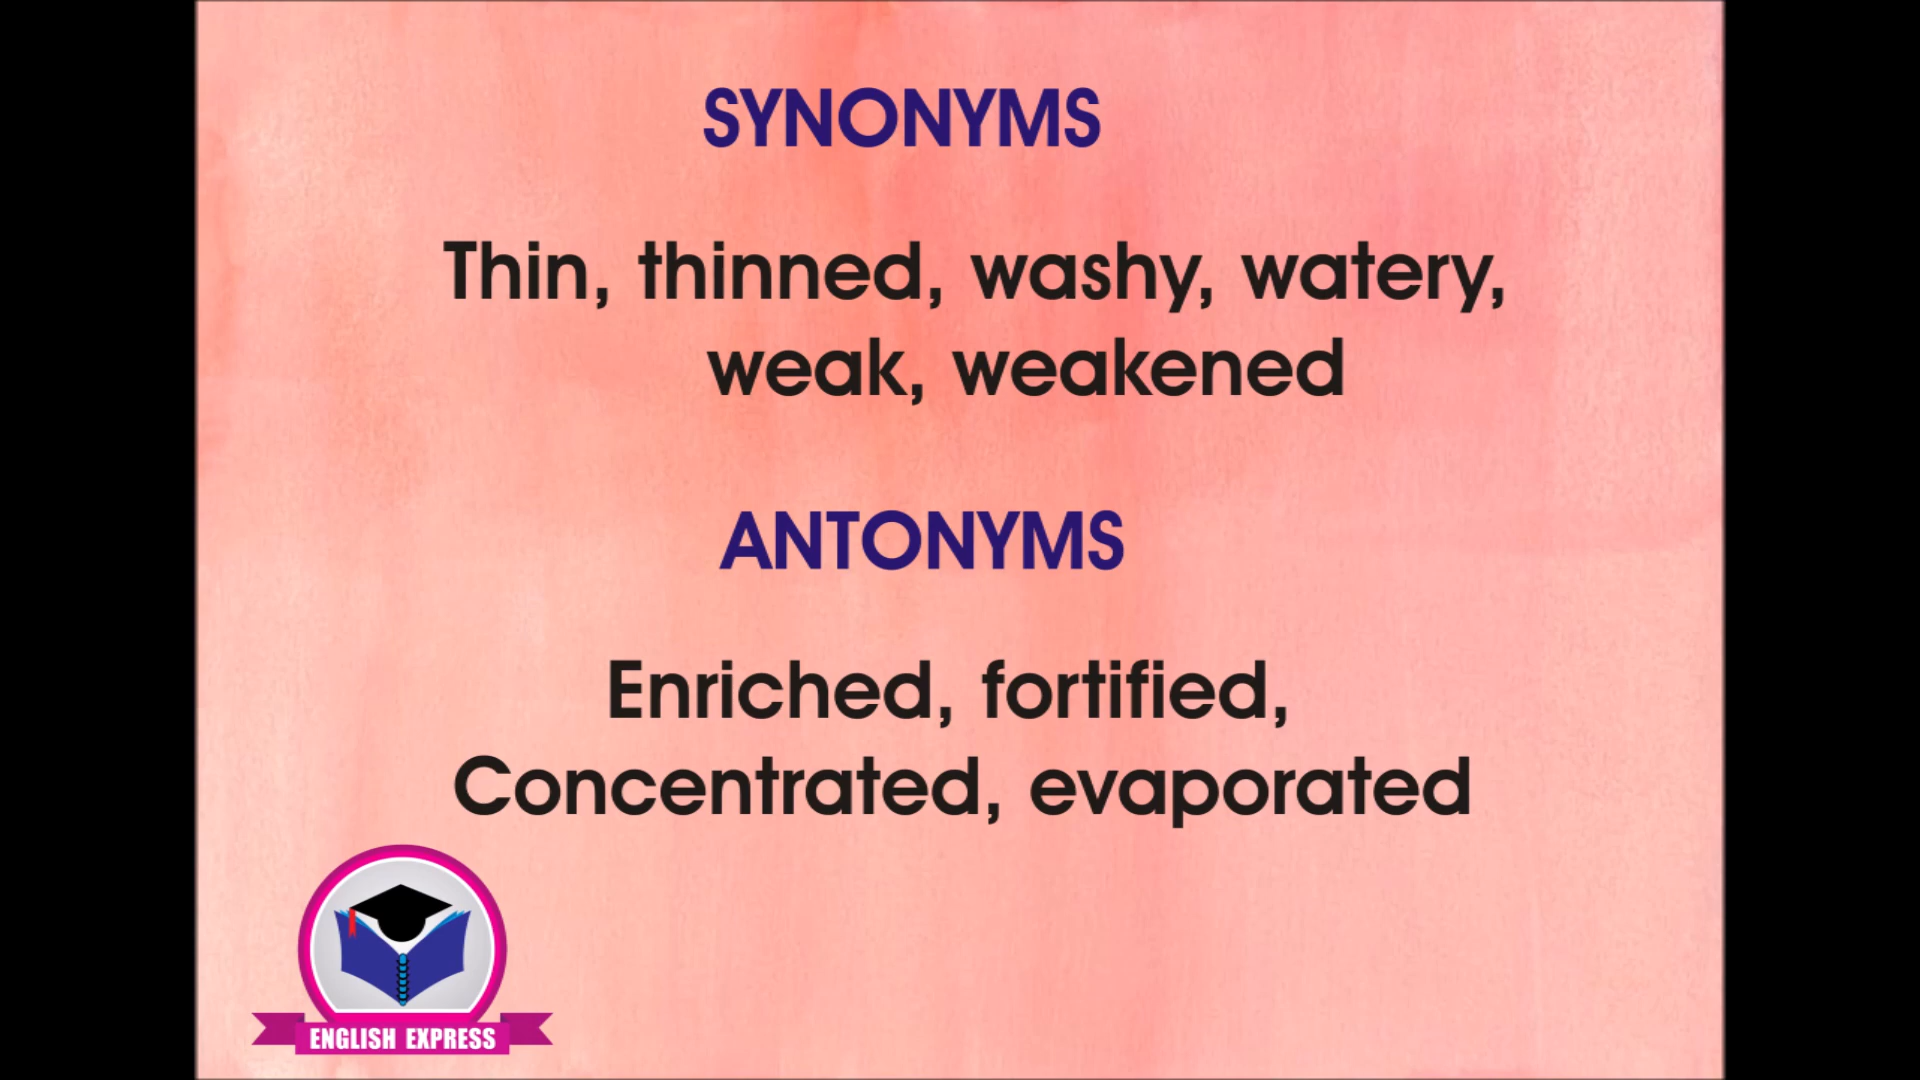 SYNONYMS
Thin, thinned, washy, watery,
weak, weakened
ANTONYMS
Enriched, fortified,
Concentrated, evaporated
ENGLISH EXPRESS